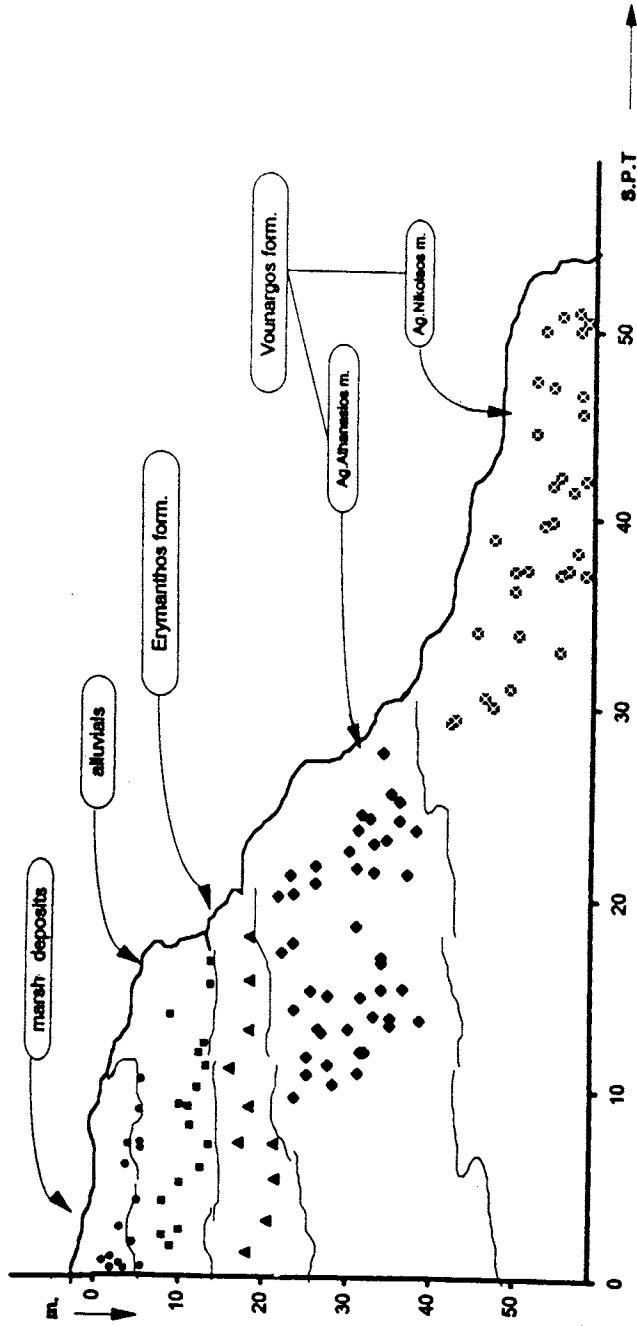 marsh deposits
alluvials
Erymanthos form.
Vounargos form.
Ag.Athanasios m.
Ag.Nikolaos m.
m.
0
10
20
30
40
50
0
10
20
30
40
50
S.P.T